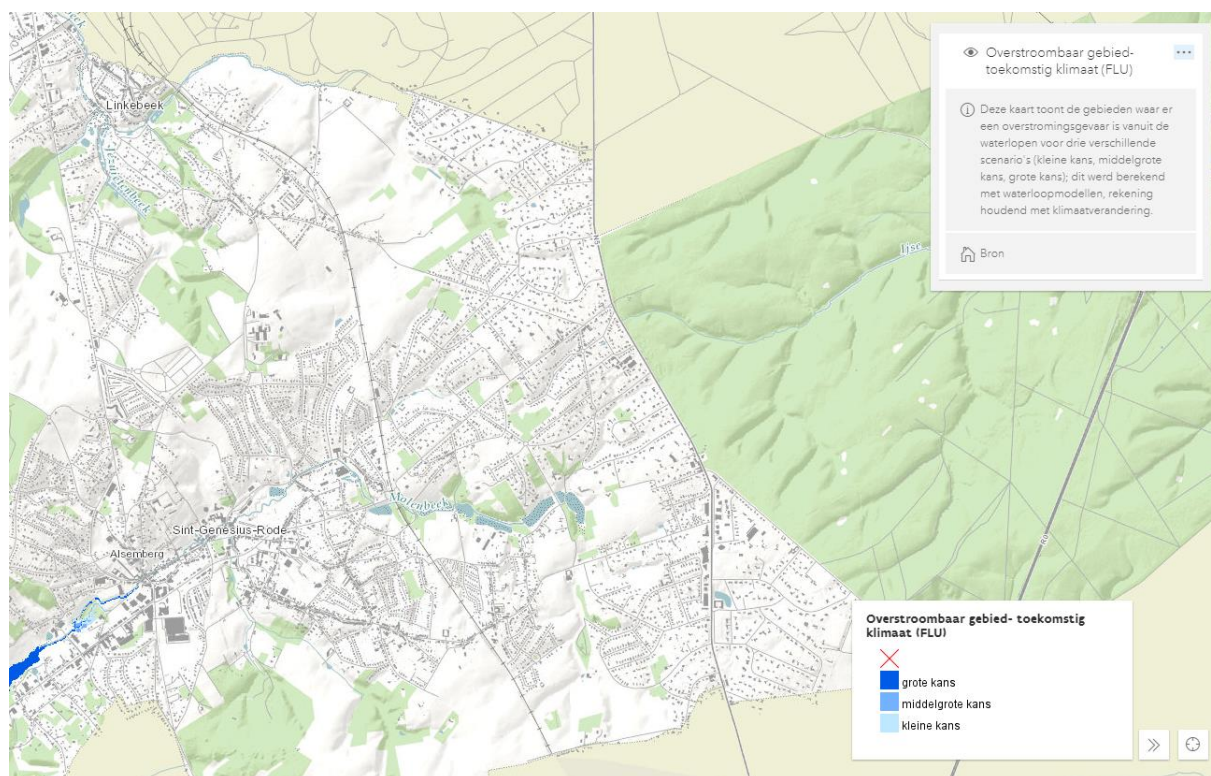 Overstroombaar gebied-
toekomstig klimaat (FLU)
Deze kaart toont de gebieden waar er
een overstromingsgevaar is vanuit de
waterlopen voor drie verschillende
scenario's (kleine kans, middelgrote
kans, grote kans); dit werd berekend
met waterloopmodellen, rekening
houdend met klimaatverandering.
Bron
Linkebeek
N5
IJse
Molenbeek
Sint-Genesius-Rode
Alsemberg
R0
Overstroombaar gebied- toekomstig
klimaat (FLU)
grote kans
middelgrote kans
kleine kans